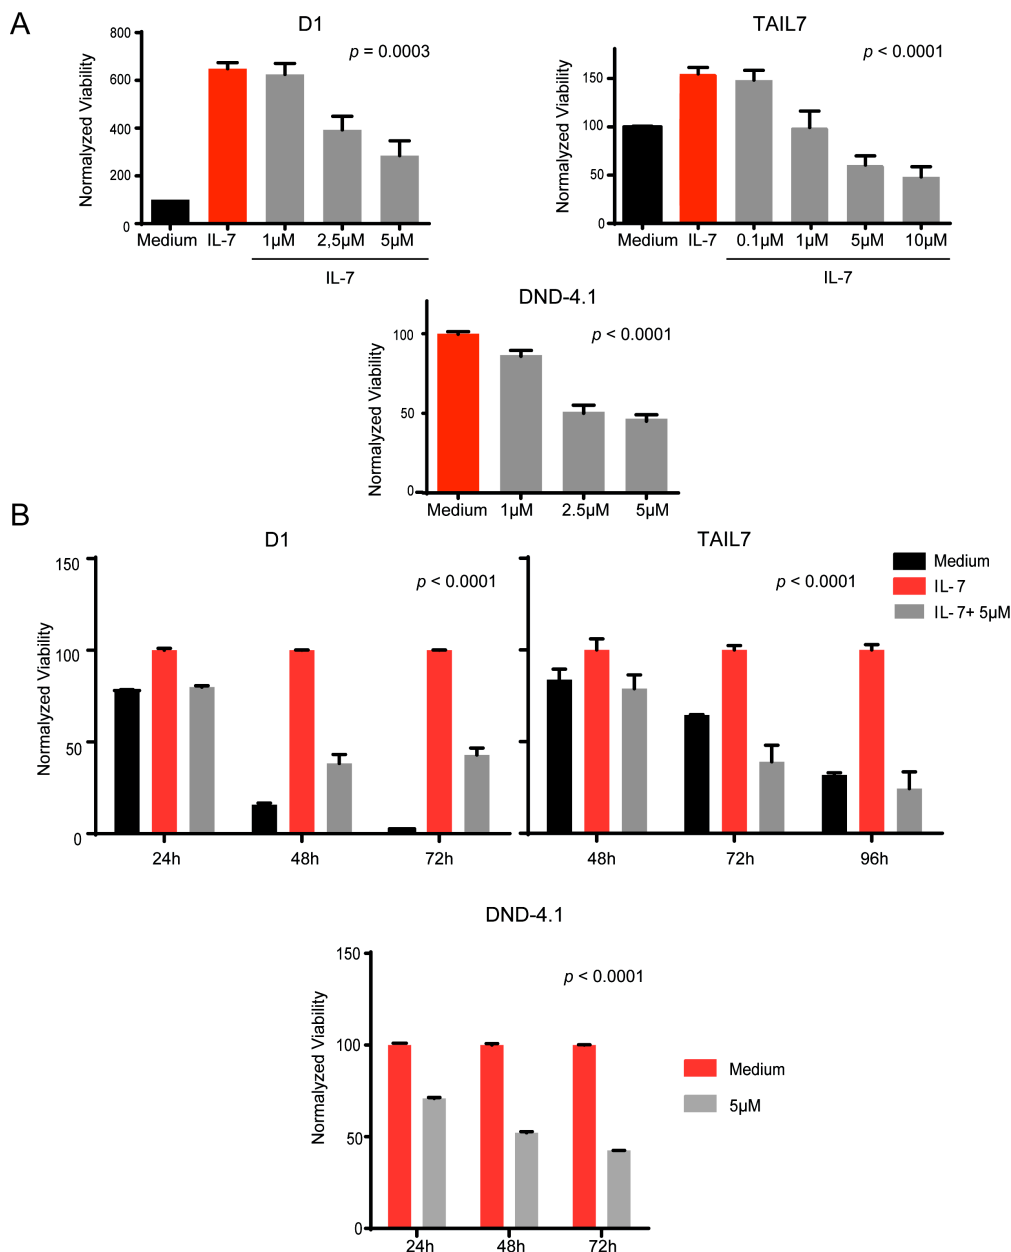 A
D1
p = 0.0003
Normalized Viability
800
600
400
200
0
Medium IL-7 1µM 2,5µM 5µM
IL-7
TAIL7
p < 0.0001
Normalized Viability
150
100
50
0
Medium IL-7 0.1µM 1µM 5µM 10µM
IL-7
DND-4.1
p < 0.0001
Normalized Viability
100
50
0
Medium 1µM 2.5µM 5µM
B
D1
p < 0.0001
Normalized Viability
150
100
50
0
24h 48h 72h
TAIL7
p < 0.0001
48h 72h 96h
Medium
IL-7
IL-7+ 5µM
DND-4.1
p < 0.0001
Normalized Viability
150
100
50
0
24h 48h 72h
Medium
5µM